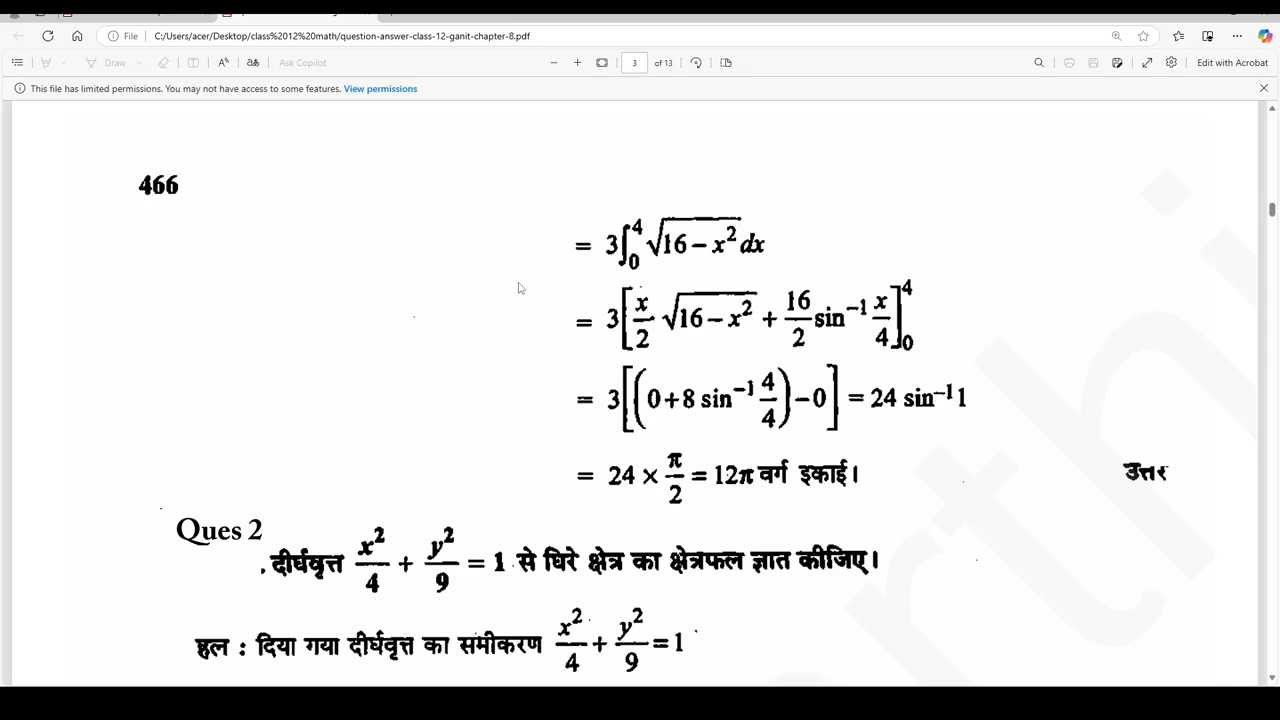 File C:/Users/acer/Desktop/class%2012%20math/question-answer-class-12-ganit-chapter-8.pdf
Draw Ask Copilot 3 of 13 Edit with Acrobat
This file has limited permissions. You may not have access to some features. View permissions
466
= 3∫₀⁴ √(16 – x²) dx
= 3[x/2 √(16 – x²) + 16/2 sin⁻¹ x/4]₀⁴
= 3[(0 + 8 sin⁻¹ 4/4) – 0] = 24 sin⁻¹1
= 24 × π/2 = 12π वर्ग इकाई। उत्तर
Ques 2
दीर्घवृत्त x²/4 + y²/9 = 1 से घिरे क्षेत्र का क्षेत्रफल ज्ञात कीजिए।
हल : दिया गया दीर्घवृत्त का समीकरण x²/4 + y²/9 = 1